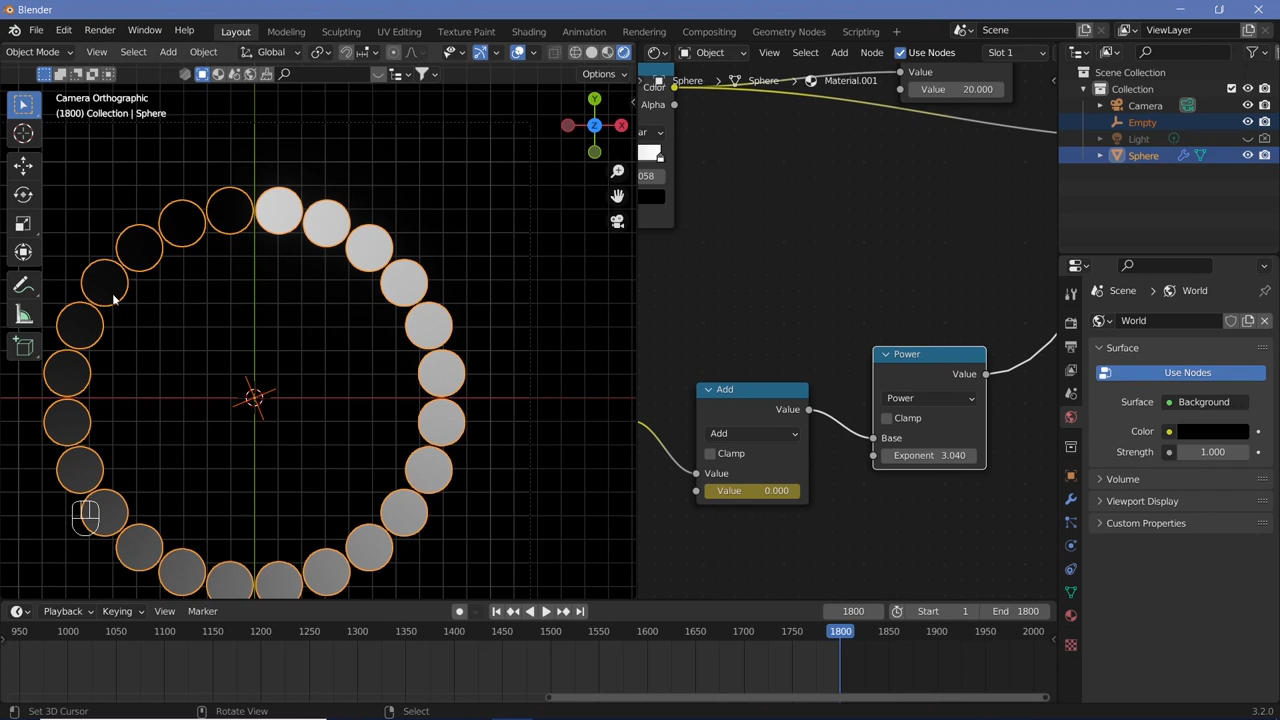 Blender
File Edit Render Window Help Layout Modeling Sculpting UV Editing Texture Paint Shading Animation Rendering Compositing Geometry Nodes Scripting + Scene ViewLayer
Object Mode View Select Add Object Global Object View Select Add Node Use Nodes Slot 1
Options
Sphere > Sphere > Material.001
Camera Orthographic
(1800) Collection | Sphere
Y
Z
X
Color
Alpha
ar
058
Value
Value 20.000
Scene Collection
Collection
Camera
Empty
Light
Sphere
Scene > World
World
Surface
Use Nodes
Surface Background
Color
Strength 1.000
Volume
Viewport Display
Custom Properties
Add
Value
Add
Clamp
Value
Value 0.000
Power
Value
Power
Clamp
Base
Exponent 3.040
Playback Keying View Marker 1800 Start 1 End 1800
950 1000 1050 1100 1150 1200 1250 1300 1350 1400 1450 1500 1550 1600 1650 1700 1750 1800 1850 1900 1950 2000
Set 3D Cursor Rotate View Select 3.2.0